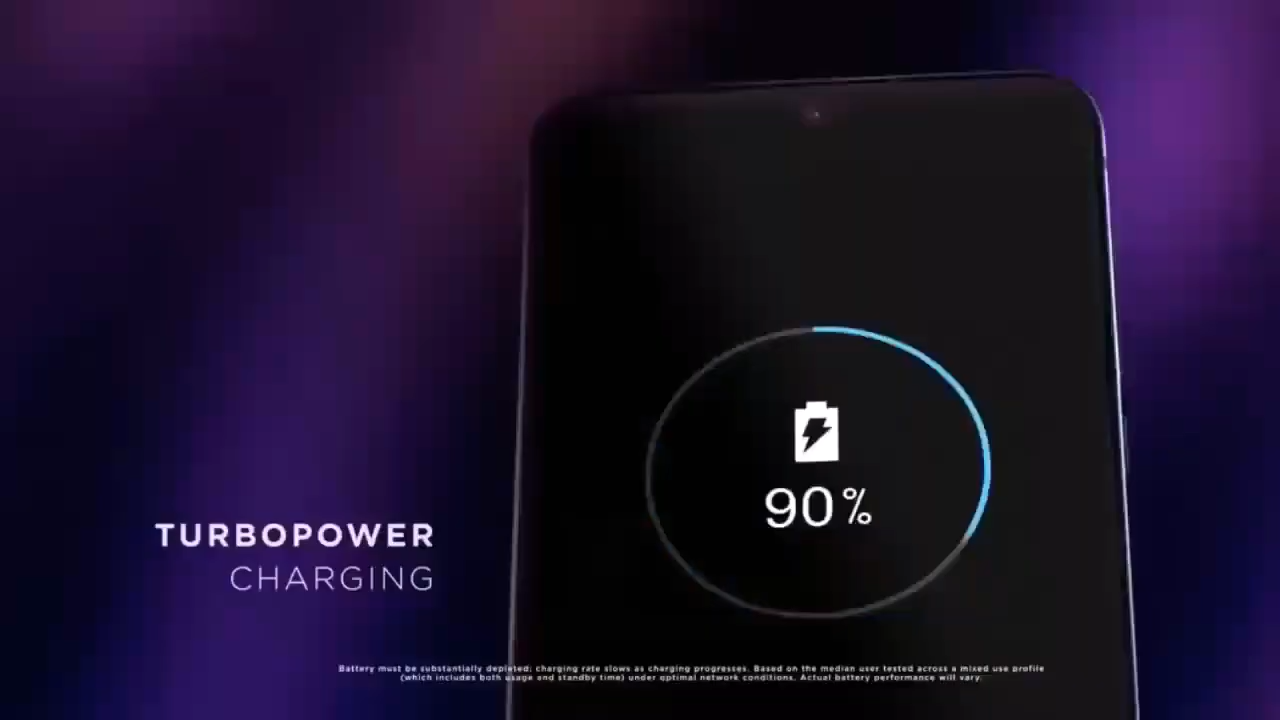 90%
TURBOPOWER
CHARGING
Battery must be substantially depleted; charging rate slows as charging progresses. Based on the median user tested across a mixed use profile
(which includes both usage and standby time) under optimal network conditions. Actual battery performance will vary.